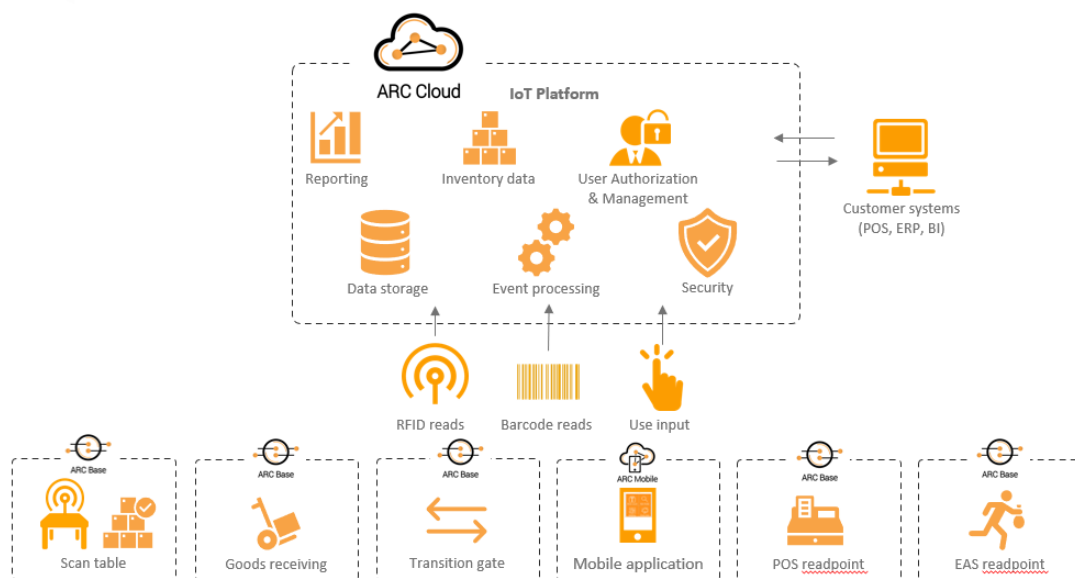 ARC Cloud
IoT Platform
Reporting
Inventory data
User Authorization
& Management
Customer systems
(POS, ERP, BI)
Data storage
Event processing
Security
RFID reads
Barcode reads
Use input
ARC Base
ARC Base
ARC Base
ARC Mobile
ARC Base
ARC Base
Scan table
Goods receiving
Transition gate
Mobile application
POS readpoint
EAS readpoint